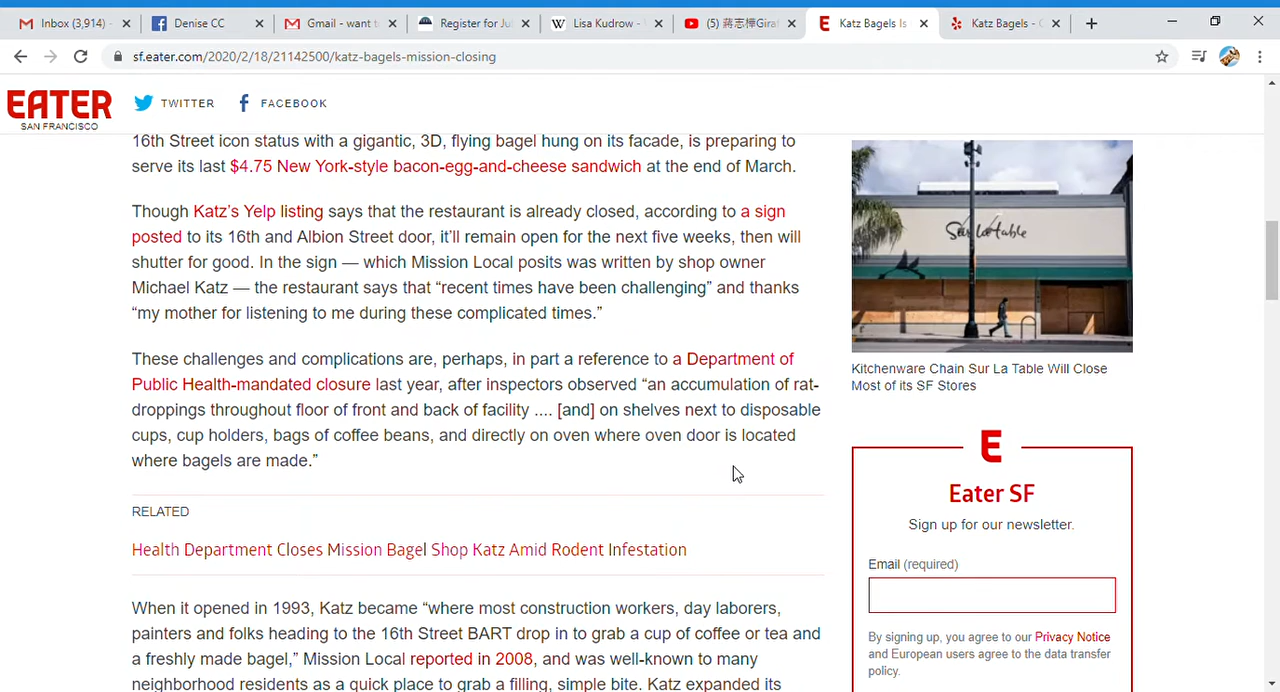 Inbox (3,914) -
Denise CC
Gmail - want t
Register for Ju
Lisa Kudrow -
(5) 蔣志樺Gira
Katz Bagels Is
Katz Bagels - 
sf.eater.com/2020/2/18/21142500/katz-bagels-mission-closing
EATER
SAN FRANCISCO
TWITTER
FACEBOOK
16th Street icon status with a gigantic, 3D, flying bagel hung on its facade, is preparing to
serve its last $4.75 New York-style bacon-egg-and-cheese sandwich at the end of March.
Though Katz’s Yelp listing says that the restaurant is already closed, according to a sign
posted to its 16th and Albion Street door, it’ll remain open for the next five weeks, then will
shutter for good. In the sign — which Mission Local posits was written by shop owner
Michael Katz — the restaurant says that “recent times have been challenging” and thanks
“my mother for listening to me during these complicated times.”
These challenges and complications are, perhaps, in part a reference to a Department of
Public Health-mandated closure last year, after inspectors observed “an accumulation of rat-
droppings throughout floor of front and back of facility .... [and] on shelves next to disposable
cups, cup holders, bags of coffee beans, and directly on oven where oven door is located
where bagels are made.”
RELATED
Health Department Closes Mission Bagel Shop Katz Amid Rodent Infestation
When it opened in 1993, Katz became “where most construction workers, day laborers,
painters and folks heading to the 16th Street BART drop in to grab a cup of coffee or tea and
a freshly made bagel,” Mission Local reported in 2008, and was well-known to many
neighborhood residents as a quick place to grab a filling, simple bite. Katz expanded its
Sur la table
Kitchenware Chain Sur La Table Will Close
Most of its SF Stores
E
Eater SF
Sign up for our newsletter.
Email (required)
By signing up, you agree to our Privacy Notice
and European users agree to the data transfer
policy.